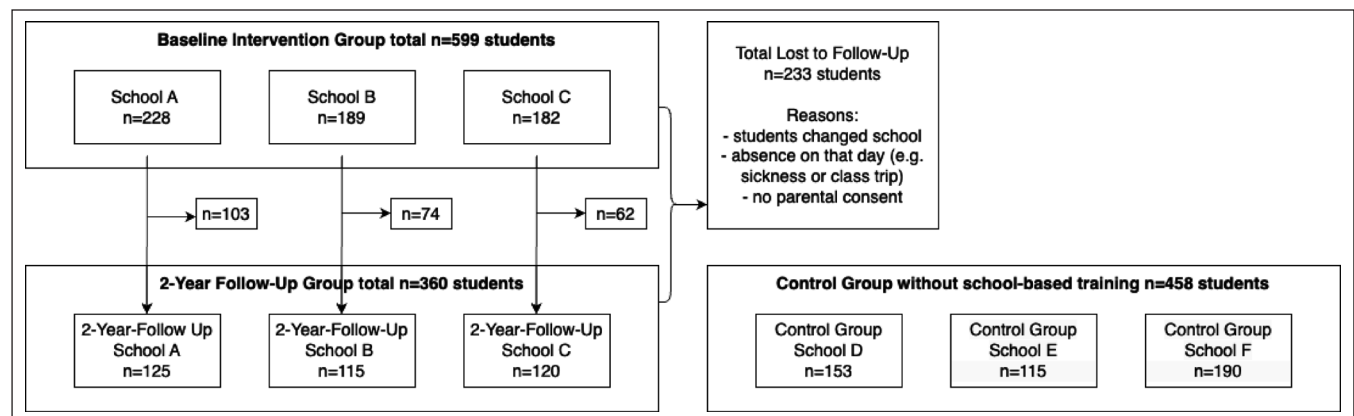 Baseline Intervention Group total n=599 students
School A
n=228
School B
n=189
School C
n=182
Total Lost to Follow-Up
n=233 students
Reasons:
- students changed school
- absence on that day (e.g.
sickness or class trip)
- no parental consent
n=103
n=74
n=62
2-Year Follow-Up Group total n=360 students
2-Year-Follow Up
School A
n=125
2-Year-Follow-Up
School B
n=115
2-Year-Follow-Up
School C
n=120
Control Group without school-based training n=458 students
Control Group
School D
n=153
Control Group
School E
n=115
Control Group
School F
n=190